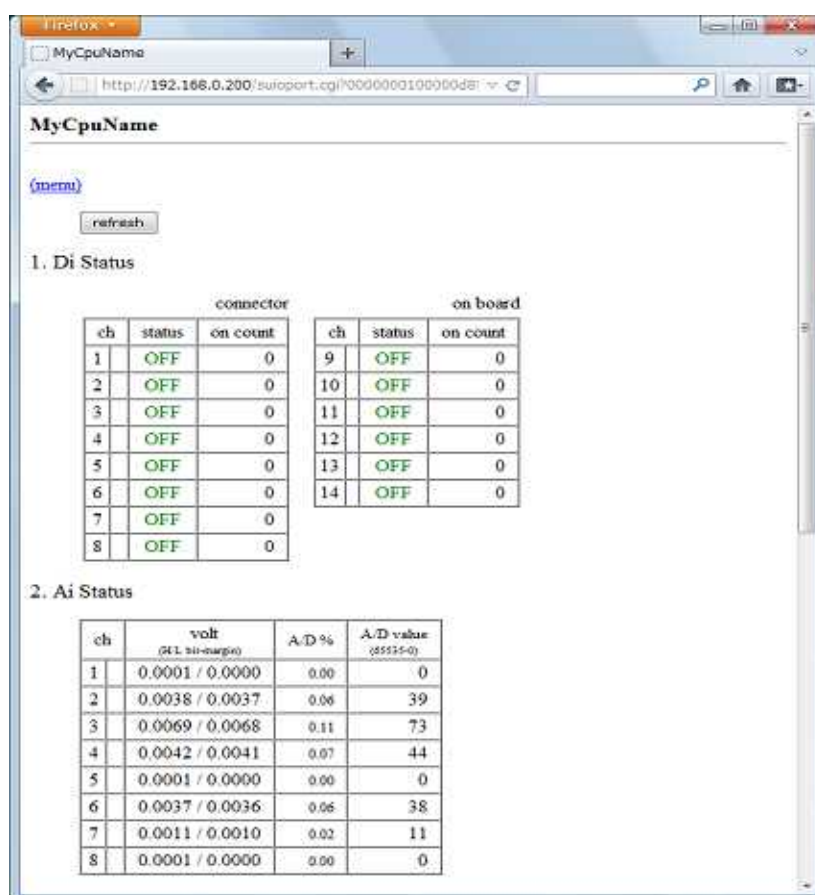 Firefox
MyCpuName
http://192.168.0.200/suioport.cgi?0000000100000d8
MyCpuName
(menu)
refresh
1. Di Status
connector
ch status on count
1 OFF 0
2 OFF 0
3 OFF 0
4 OFF 0
5 OFF 0
6 OFF 0
7 OFF 0
8 OFF 0
on board
ch status on count
9 OFF 0
10 OFF 0
11 OFF 0
12 OFF 0
13 OFF 0
14 OFF 0
2. Ai Status
ch volt (H/L bit-margin) A/D % A/D value (65535-0)
1 0.0001 / 0.0000 0.00 0
2 0.0038 / 0.0037 0.06 39
3 0.0069 / 0.0068 0.11 73
4 0.0042 / 0.0041 0.07 44
5 0.0001 / 0.0000 0.00 0
6 0.0037 / 0.0036 0.06 38
7 0.0011 / 0.0010 0.02 11
8 0.0001 / 0.0000 0.00 0